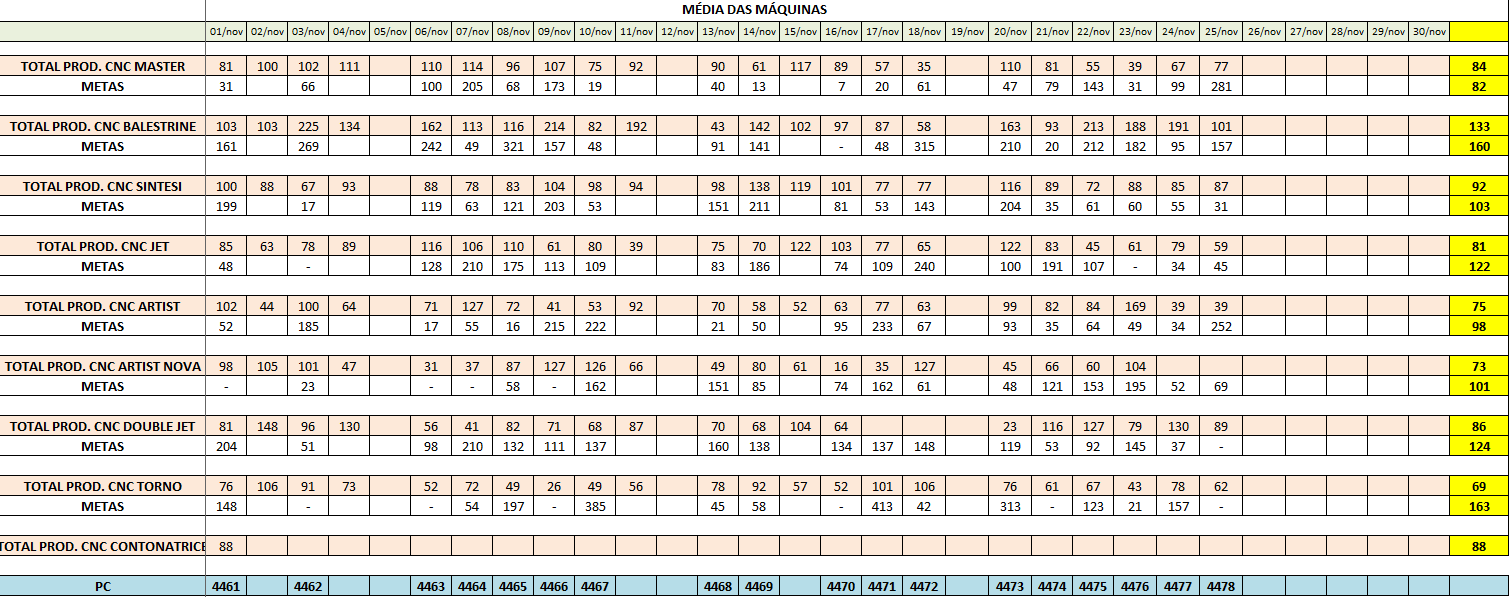 MÉDIA DAS MÁQUINAS
01/nov 02/nov 03/nov 04/nov 05/nov 06/nov 07/nov 08/nov 09/nov 10/nov 11/nov 12/nov 13/nov 14/nov 15/nov 16/nov 17/nov 18/nov 19/nov 20/nov 21/nov 22/nov 23/nov 24/nov 25/nov 26/nov 27/nov 28/nov 29/nov 30/nov
TOTAL PROD. CNC MASTER 81 100 102 111 110 114 96 107 75 92 90 61 117 89 57 35 110 81 55 39 67 77 84
METAS 31 66 100 205 68 173 19 40 13 7 20 61 47 79 143 31 99 281 82
TOTAL PROD. CNC BALESTRINE 103 103 225 134 162 113 116 214 82 192 43 142 102 97 87 58 163 93 213 188 191 101 133
METAS 161 269 242 49 321 157 48 91 141 - 48 315 210 20 212 182 95 157 160
TOTAL PROD. CNC SINTESI 100 88 67 93 88 78 83 104 98 94 98 138 119 101 77 77 116 89 72 88 85 87 92
METAS 199 17 119 63 121 203 53 151 211 81 53 143 204 35 61 60 55 31 103
TOTAL PROD. CNC JET 85 63 78 89 116 106 110 61 80 39 75 70 122 103 77 65 122 83 45 61 79 59 81
METAS 48 - 128 210 175 113 109 83 186 74 109 240 100 191 107 - 34 45 122
TOTAL PROD. CNC ARTIST 102 44 100 64 71 127 72 41 53 92 70 58 52 63 77 63 99 82 84 169 39 39 75
METAS 52 185 17 55 16 215 222 21 50 95 233 67 93 35 64 49 34 252 98
TOTAL PROD. CNC ARTIST NOVA 98 105 101 47 31 37 87 127 126 66 49 80 61 16 35 127 45 66 60 104 73
METAS - 23 - - 58 - 162 151 85 74 162 61 48 121 153 195 52 69 101
TOTAL PROD. CNC DOUBLE JET 81 148 96 130 56 41 82 71 68 87 70 68 104 64 23 116 127 79 130 89 86
METAS 204 51 98 210 132 111 137 160 138 134 137 148 119 53 92 145 37 - 124
TOTAL PROD. CNC TORNO 76 106 91 73 52 72 49 26 49 56 78 92 57 52 101 106 76 61 67 43 78 62 69
METAS 148 - - 54 197 - 385 45 58 - 413 42 313 - 123 21 157 - 163
TOTAL PROD. CNC CONTONATRICE 88 88
PC 4461 4462 4463 4464 4465 4466 4467 4468 4469 4470 4471 4472 4473 4474 4475 4476 4477 4478